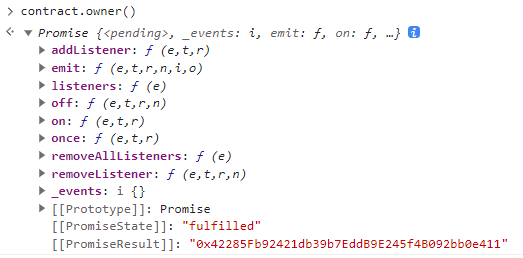 contract.owner()
Promise {<pending>, _events: i, emit: ƒ, on: ƒ, …} i
addListener: ƒ (e,t,r)
emit: ƒ (e,t,r,n,i,o)
listeners: ƒ (e)
off: ƒ (e,t,r,n)
on: ƒ (e,t,r)
once: ƒ (e,t,r)
removeAllListeners: ƒ (e)
removeListener: ƒ (e,t,r,n)
_events: i {}
[[Prototype]]: Promise
[[PromiseState]]: "fulfilled"
[[PromiseResult]]: "0x42285Fb92421db39b7EddB9E245f4B092bb0e411"